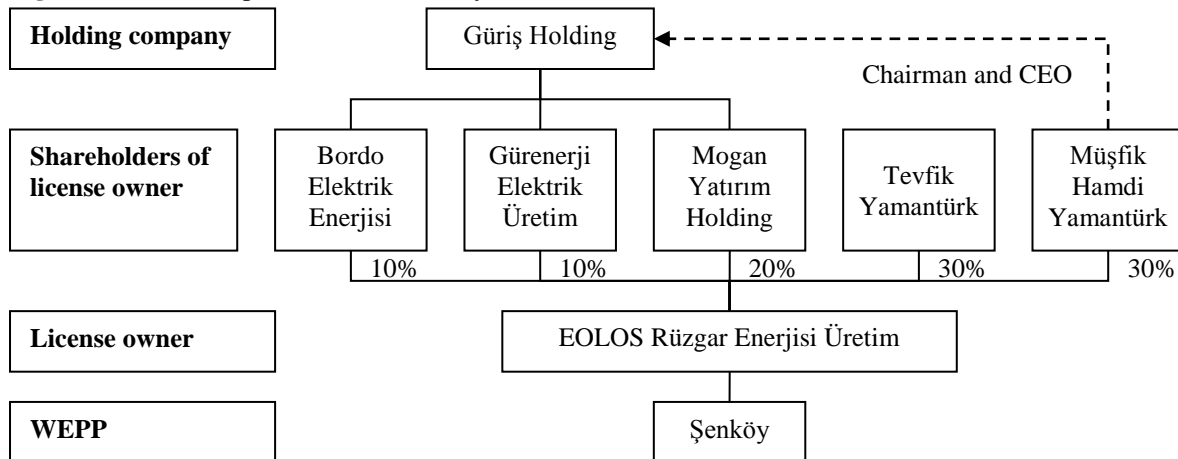 Holding company
Güriş Holding
Chairman and CEO
Shareholders of
license owner
Bordo
Elektrik
Enerjisi
Gürenerji
Elektrik
Üretim
Mogan
Yatırım
Holding
Tevfik
Yamantürk
Müşfik
Hamdi
Yamantürk
10%
10%
20%
30%
30%
License owner
EOLOS Rüzgar Enerjisi Üretim
WEPP
Şenköy